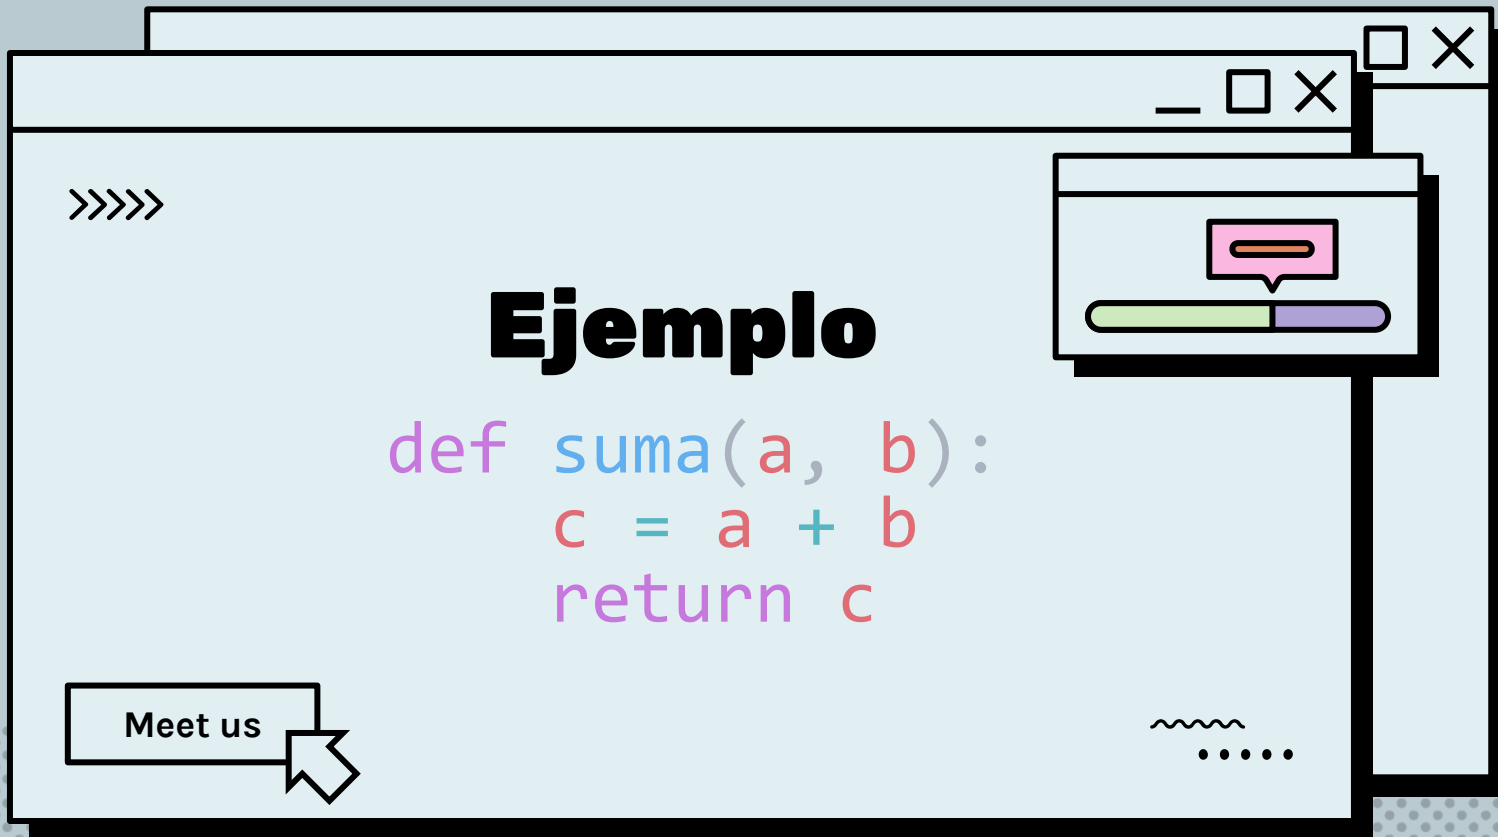 Ejemplo
def suma(a, b):
    c = a + b
    return c
Meet us